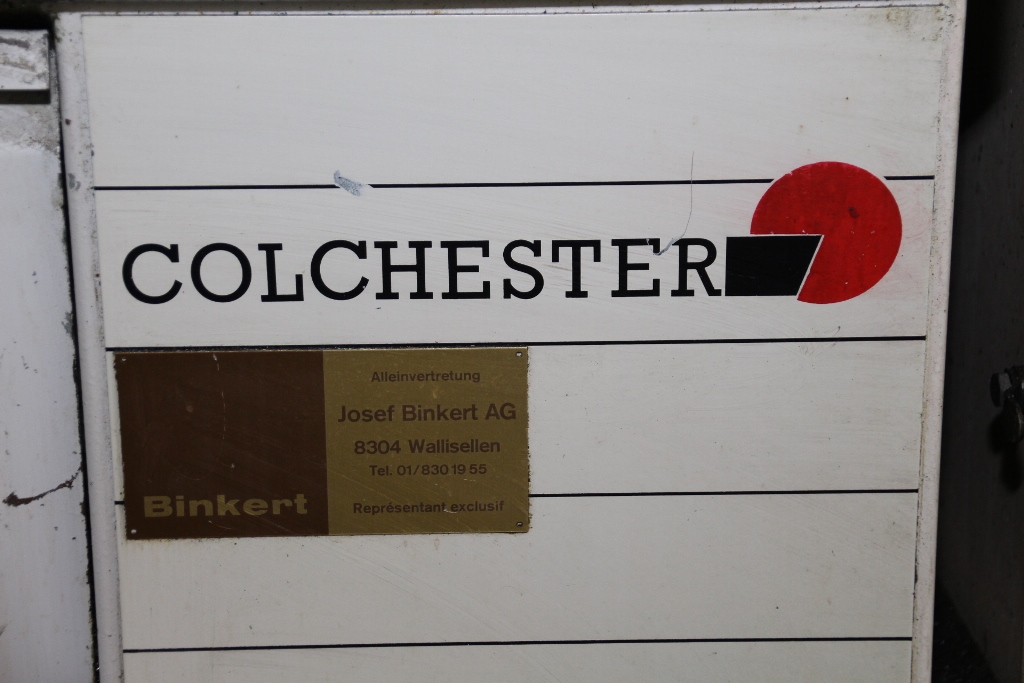 COLCHESTER
Alleinvertretung
Josef Binkert AG
8304 Wallisellen
Tel. 01/830 19 55
Binkert
Représentant exclusif